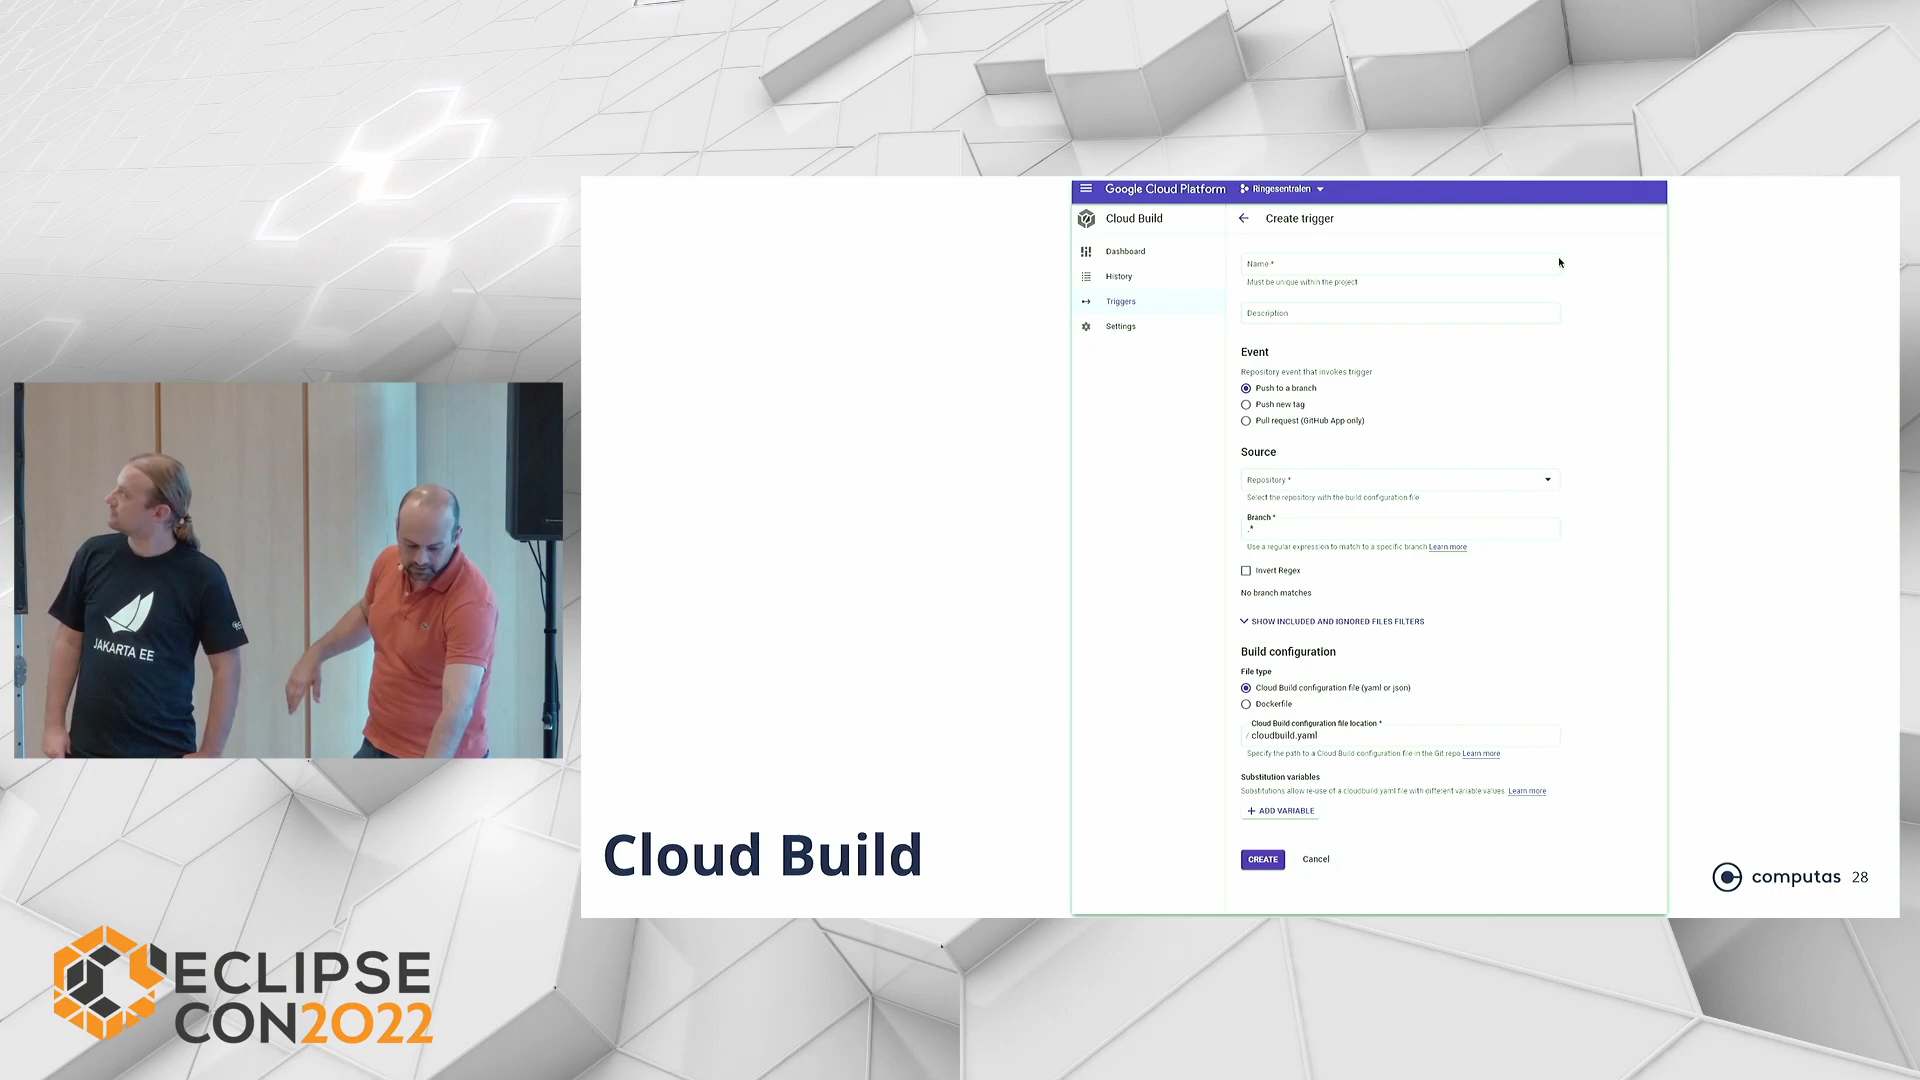 Google Cloud Platform
Ringesentralen
Cloud Build
Create trigger
Dashboard
History
Triggers
Settings
Name *
Must be unique within the project
Description
Event
Repository event that invokes trigger
Push to a branch
Push new tag
Pull request (GitHub App only)
Source
Repository *
Select the repository with the build configuration file
Branch *
.*
Use a regular expression to match to a specific branch Learn more
Invert Regex
No branch matches
SHOW INCLUDED AND IGNORED FILES FILTERS
Build configuration
File type
Cloud Build configuration file (yaml or json)
Dockerfile
Cloud Build configuration file location *
/ cloudbuild.yaml
Specify the path to a Cloud Build configuration file in the Git repo Learn more
Substitution variables
Substitutions allow re-use of a cloudbuild.yaml file with different variable values. Learn more
+ ADD VARIABLE
CREATE
Cancel
Cloud Build
computas 28
JAKARTA EE
ECLIPSE
CON2022